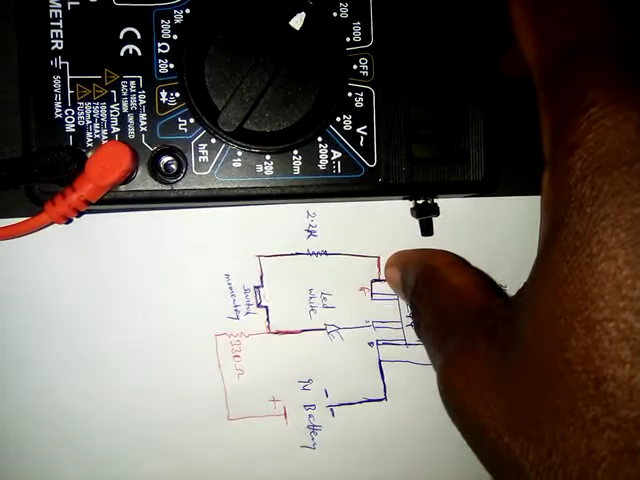 METER
CE
20k
2000
Ω
200
200
1000
OFF
750
200
V~
A
2000µ
20m
200
m
10
hFE
10A⎓MAX
MAX 10SEC UNFUSED
EACH 15MIN
VΩmA
1000V⎓MAX
750V~MAX
500mA⎓MAX
FUSED
COM
500V⎓MAX
2.2K
switch
momentary
Led
white
330Ω
+
-
9V Battery